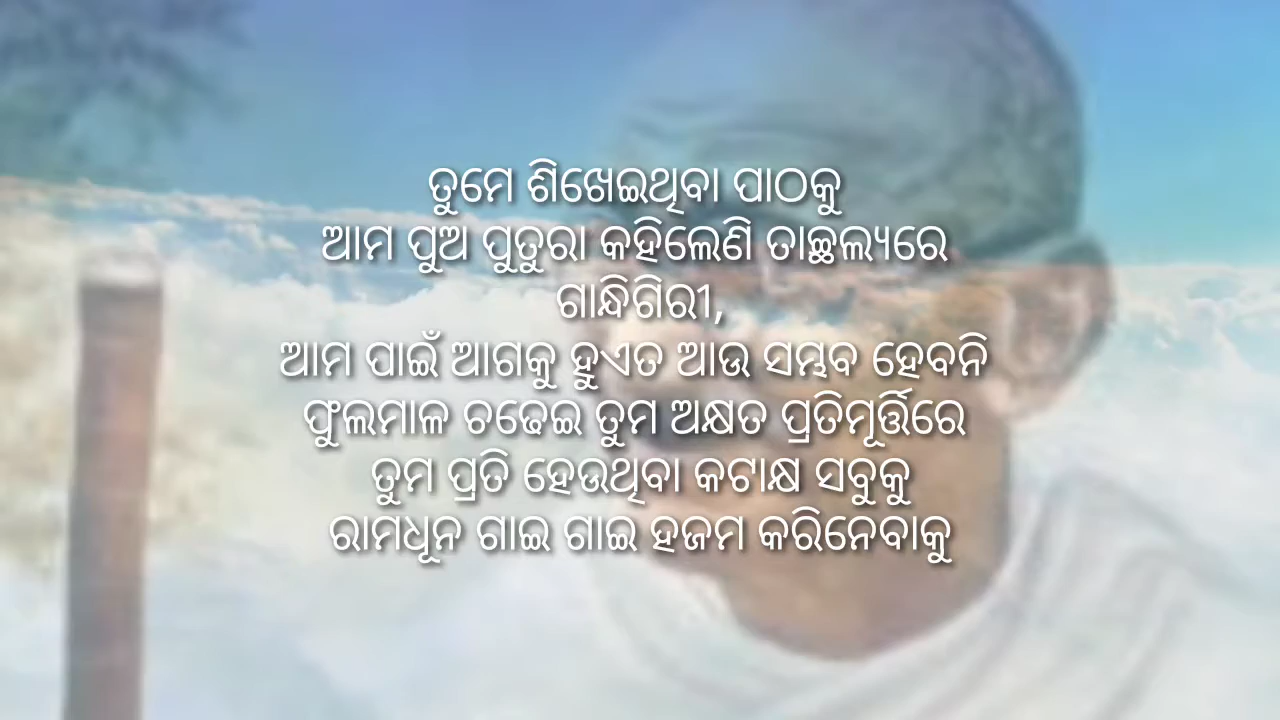 ତୁମେ ଶିଖେଇଥିବା ପାଠକୁ
ଆମ ପୁଅ ପୁତୁରା କହିଲେଣି ତାଚ୍ଛଲ୍ୟରେ
ଗାନ୍ଧିଗିରୀ,
ଆମ ପାଇଁ ଆଗକୁ ହୁଏତ ଆଉ ସମ୍ଭବ ହେବନି
ଫୁଲମାଳ ଚଢେଇ ତୁମ ଅକ୍ଷତ ପ୍ରତିମୂର୍ତ୍ତିରେ
ତୁମ ପ୍ରତି ହେଉଥିବା କଟାକ୍ଷ ସବୁକୁ
ରାମଧୂନ ଗାଇ ଗାଇ ହଜମ କରିନେବାକୁ